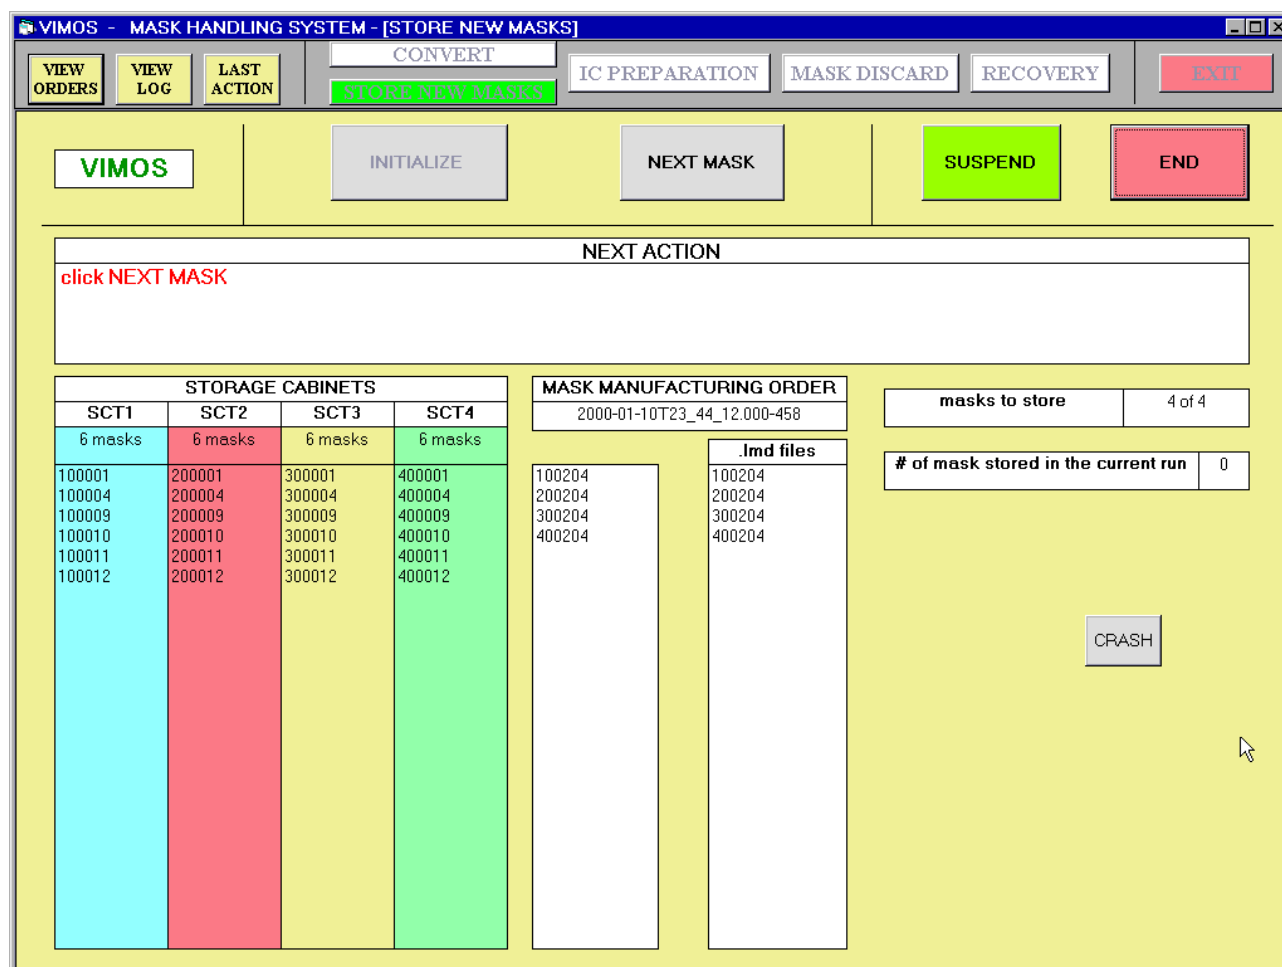 VIMOS - MASK HANDLING SYSTEM - [STORE NEW MASKS]
VIEW ORDERS
VIEW LOG
LAST ACTION
CONVERT
STORE NEW MASKS
IC PREPARATION
MASK DISCARD
RECOVERY
EXIT
VIMOS
INITIALIZE
NEXT MASK
SUSPEND
END
NEXT ACTION
click NEXT MASK
STORAGE CABINETS
SCT1 SCT2 SCT3 SCT4
6 masks 6 masks 6 masks 6 masks
100001 200001 300001 400001
100004 200004 300004 400004
100009 200009 300009 400009
100010 200010 300010 400010
100011 200011 300011 400011
100012 200012 300012 400012
MASK MANUFACTURING ORDER
2000-01-10T23_44_12.000-458
.lmd files
100204 100204
200204 200204
300204 300204
400204 400204
masks to store 4 of 4
# of mask stored in the current run 0
CRASH